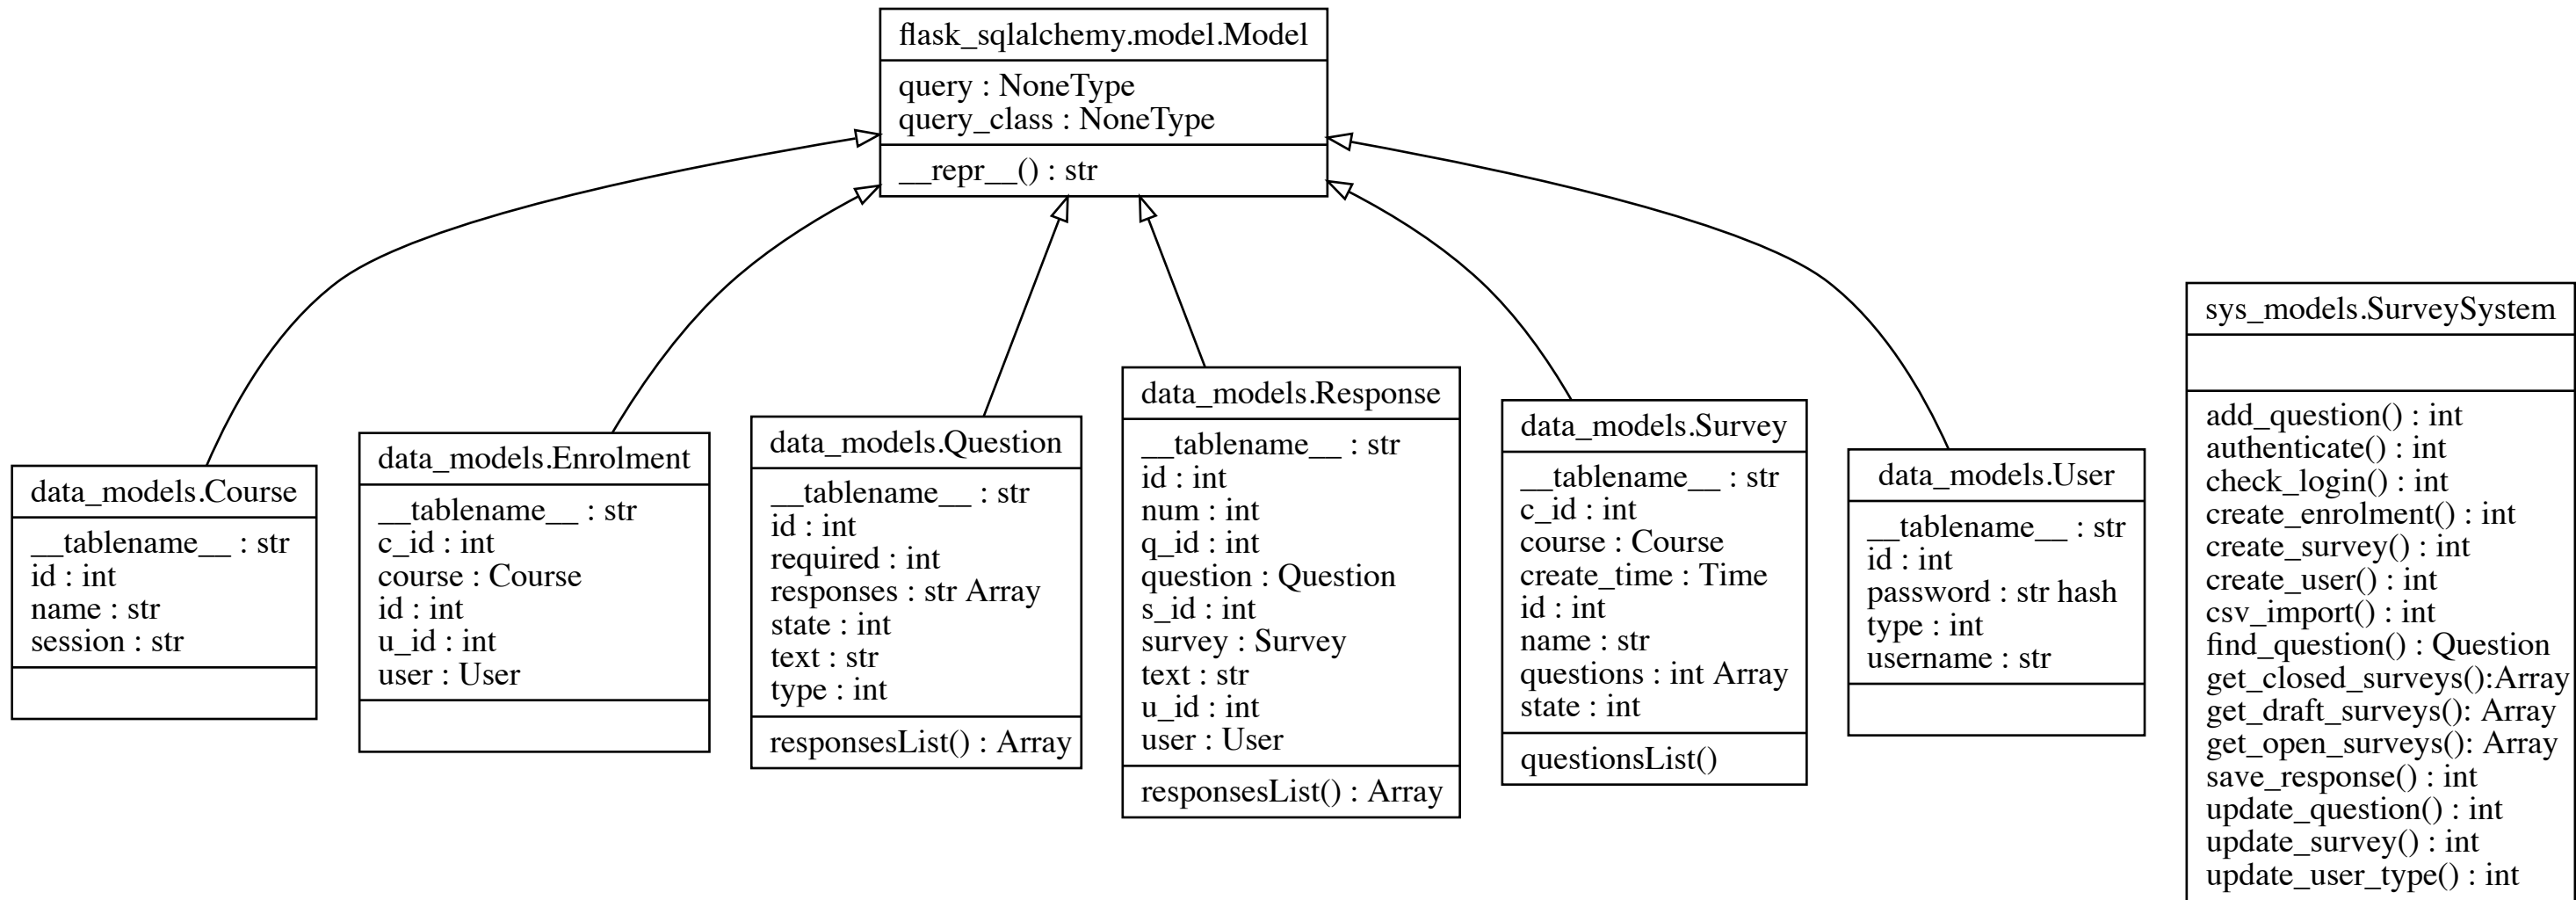 flask_sqlalchemy.model.Model
query : NoneType
query_class : NoneType
__repr__() : str
data_models.Course
__tablename__ : str
id : int
name : str
session : str
data_models.Enrolment
__tablename__ : str
c_id : int
course : Course
id : int
u_id : int
user : User
data_models.Question
__tablename__ : str
id : int
required : int
responses : str Array
state : int
text : str
type : int
responsesList() : Array
data_models.Response
__tablename__ : str
id : int
num : int
q_id : int
question : Question
s_id : int
survey : Survey
text : str
u_id : int
user : User
responsesList() : Array
data_models.Survey
__tablename__ : str
c_id : int
course : Course
create_time : Time
id : int
name : str
questions : int Array
state : int
questionsList()
data_models.User
__tablename__ : str
id : int
password : str hash
type : int
username : str
sys_models.SurveySystem
add_question() : int
authenticate() : int
check_login() : int
create_enrolment() : int
create_survey() : int
create_user() : int
csv_import() : int
find_question() : Question
get_closed_surveys():Array
get_draft_surveys(): Array
get_open_surveys(): Array
save_response() : int
update_question() : int
update_survey() : int
update_user_type() : int